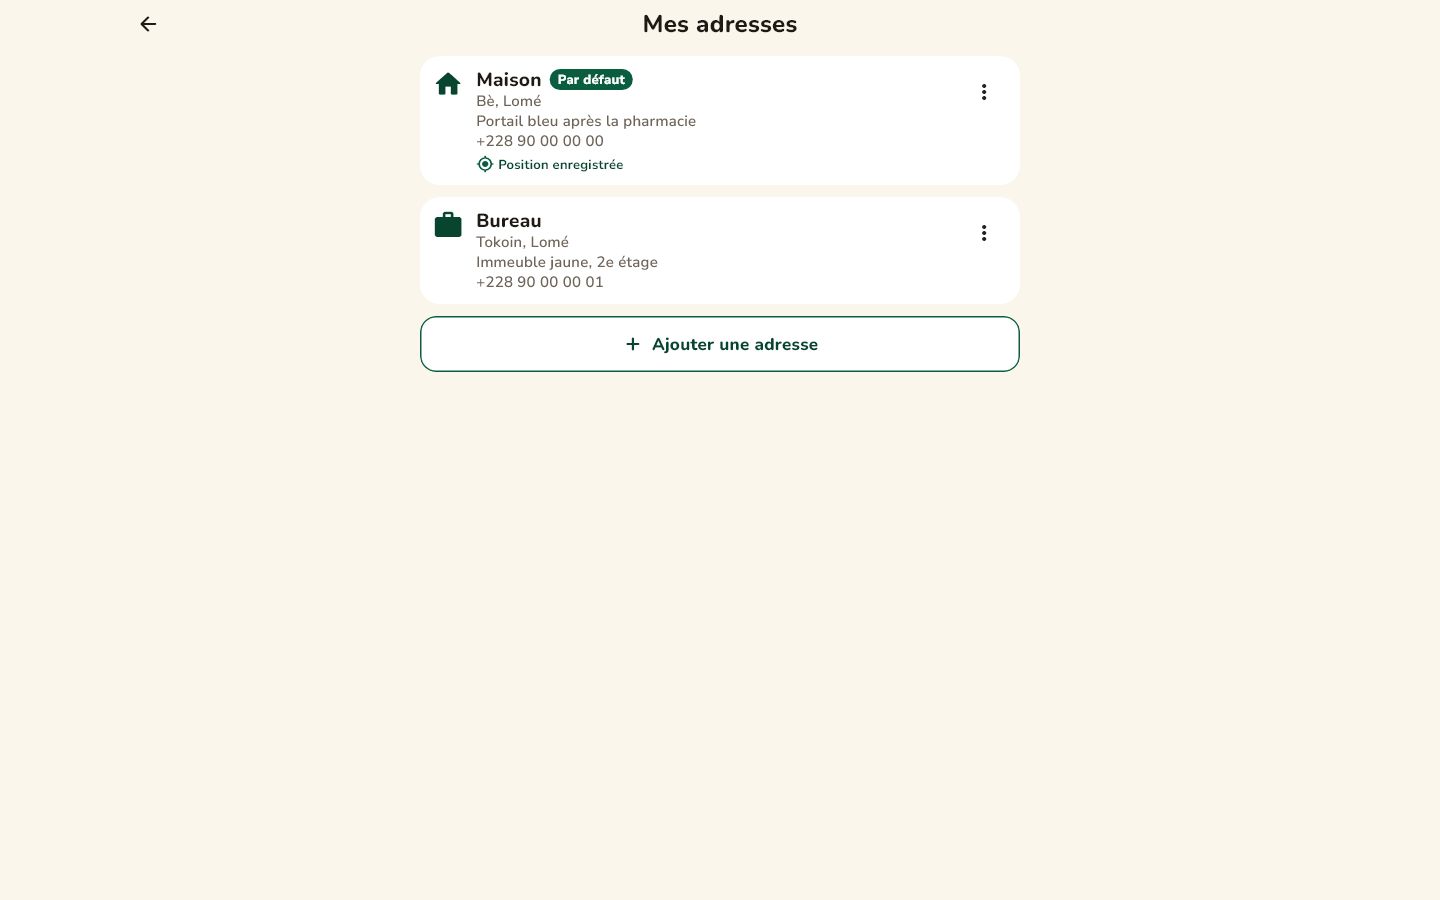 Mes adresses
Maison Par défaut
Bè, Lomé
Portail bleu après la pharmacie
+228 90 00 00 00
Position enregistrée
Bureau
Tokoin, Lomé
Immeuble jaune, 2e étage
+228 90 00 00 01
Ajouter une adresse